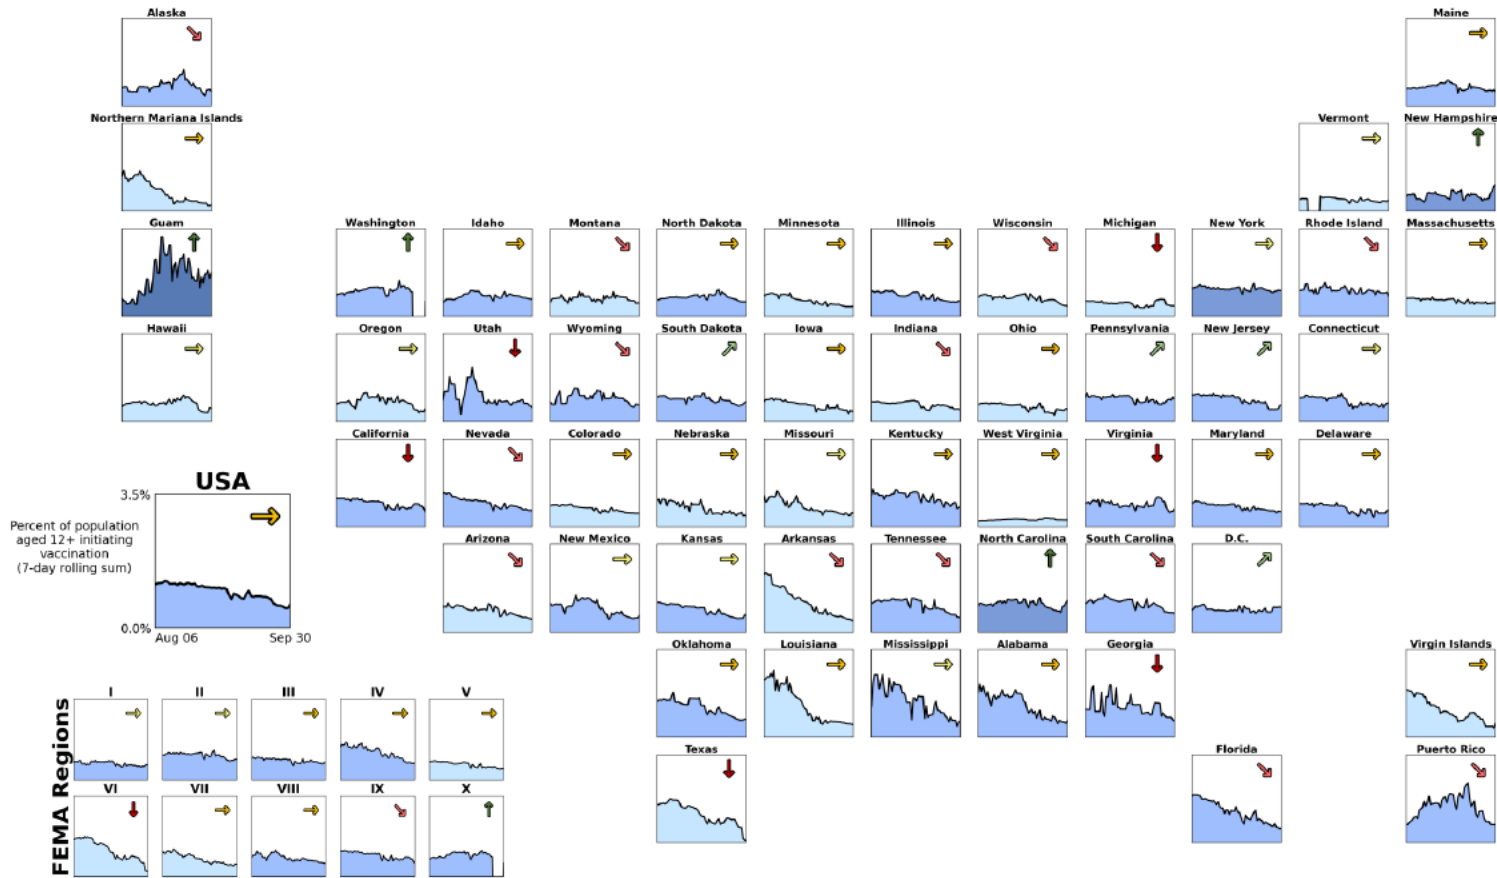 Alaska
Maine
Northern Mariana Islands
Vermont
New Hampshire
Guam
Washington
Idaho
Montana
North Dakota
Minnesota
Illinois
Wisconsin
Michigan
New York
Rhode Island
Massachusetts
Hawaii
Oregon
Utah
Wyoming
South Dakota
Iowa
Indiana
Ohio
Pennsylvania
New Jersey
Connecticut
California
Nevada
Colorado
Nebraska
Missouri
Kentucky
West Virginia
Virginia
Maryland
Delaware
USA
3.5%
Percent of population
aged 12+ initiating
vaccination
(7-day rolling sum)
0.0%
Aug 06
Sep 30
Arizona
New Mexico
Kansas
Arkansas
Tennessee
North Carolina
South Carolina
D.C.
Oklahoma
Louisiana
Mississippi
Alabama
Georgia
Virgin Islands
Texas
Florida
Puerto Rico
FEMA Regions
I
II
III
IV
V
VI
VII
VIII
IX
X